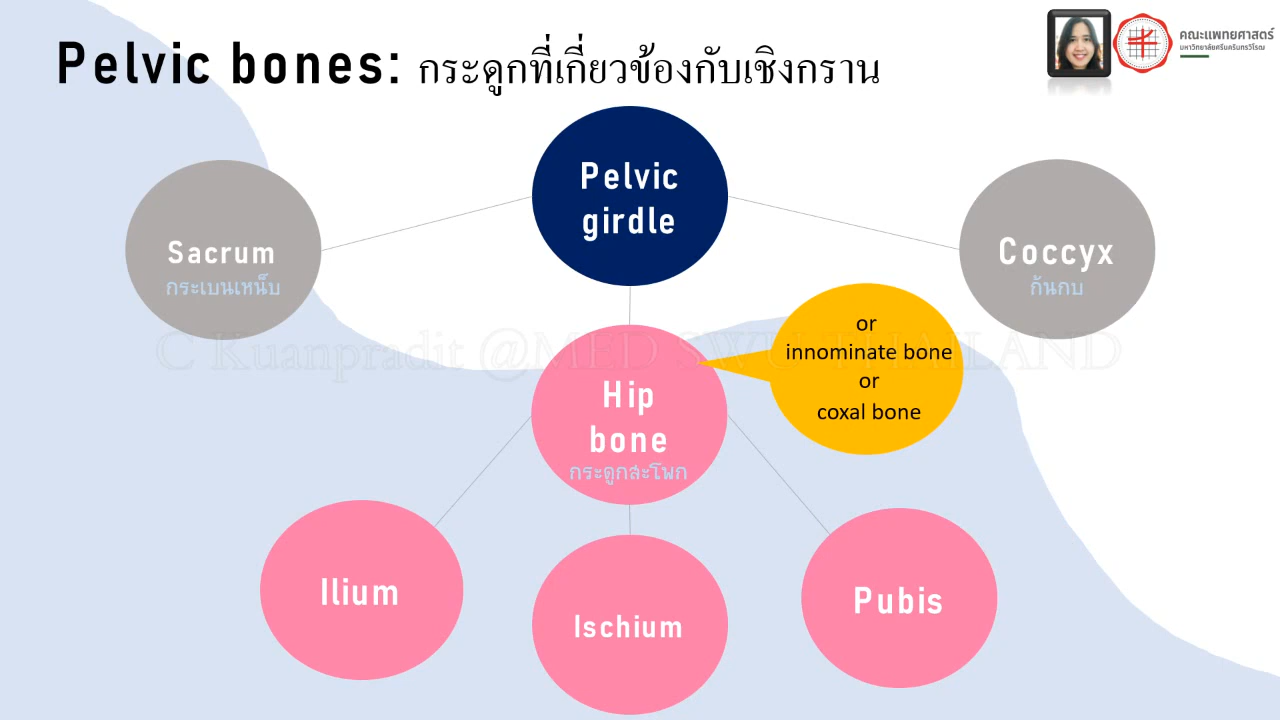 Pelvic bones: กระดูกที่เกี่ยวข้องกับเชิงกราน
คณะแพทยศาสตร์
มหาวิทยาลัยศรีนครินทรวิโรฒ
Pelvic
girdle
Sacrum
กระเบนเหน็บ
Coccyx
ก้นกบ
C Kuanpradit @MED SWU THAILAND
or
innominate bone
or
coxal bone
Hip
bone
กระดูกสะโพก
Ilium
Ischium
Pubis